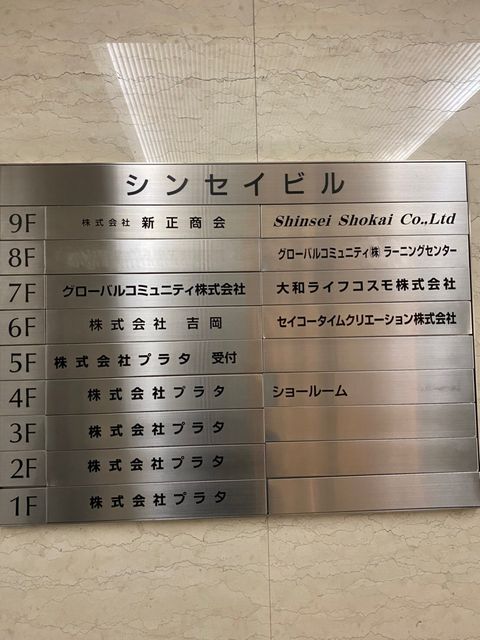 シンセイビル
9F 株式会社 新正商会 Shinsei Shokai Co.,Ltd
8F グローバルコミュニティ㈱ ラーニングセンター
7F グローバルコミュニティ株式会社 大和ライフコスモ株式会社
6F 株式会社 吉岡 セイコータイムクリエーション株式会社
5F 株式会社プラタ 受付
4F 株式会社プラタ ショールーム
3F 株式会社プラタ
2F 株式会社プラタ
1F 株式会社プラタ